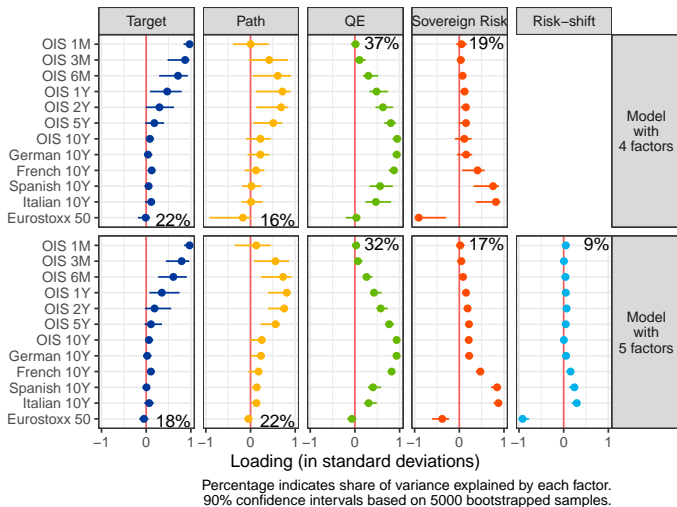 Target Path QE Sovereign Risk Risk−shift
OIS 1M 37% 19%
OIS 3M
OIS 6M
OIS 1Y
OIS 2Y
OIS 5Y
OIS 10Y
German 10Y
French 10Y
Spanish 10Y
Italian 10Y
Eurostoxx 50 22% 16%
Model
with
4 factors
OIS 1M 32% 17% 9%
OIS 3M
OIS 6M
OIS 1Y
OIS 2Y
OIS 5Y
OIS 10Y
German 10Y
French 10Y
Spanish 10Y
Italian 10Y
Eurostoxx 50 18% 22%
Model
with
5 factors
−1 0 1 −1 0 1 −1 0 1 −1 0 1 −1 0 1
Loading (in standard deviations)
Percentage indicates share of variance explained by each factor.
90% confidence intervals based on 5000 bootstrapped samples.